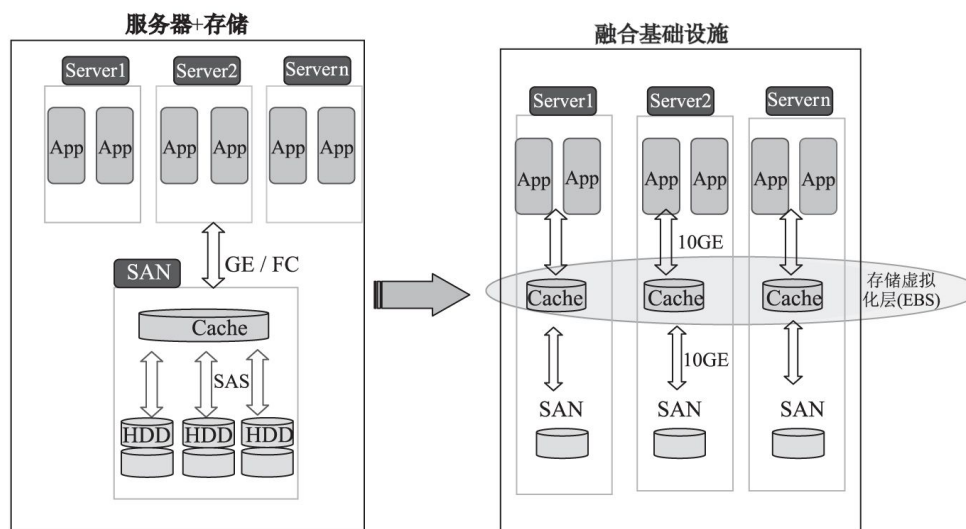 服务器+存储
Server1
Server2
Servern
App
App
App
App
App
App
GE / FC
SAN
Cache
SAS
HDD
HDD
HDD
融合基础设施
Server1
Server2
Servern
App
App
App
App
App
App
10GE
Cache
Cache
Cache
存储虚拟
化层(EBS)
10GE
SAN
SAN
SAN